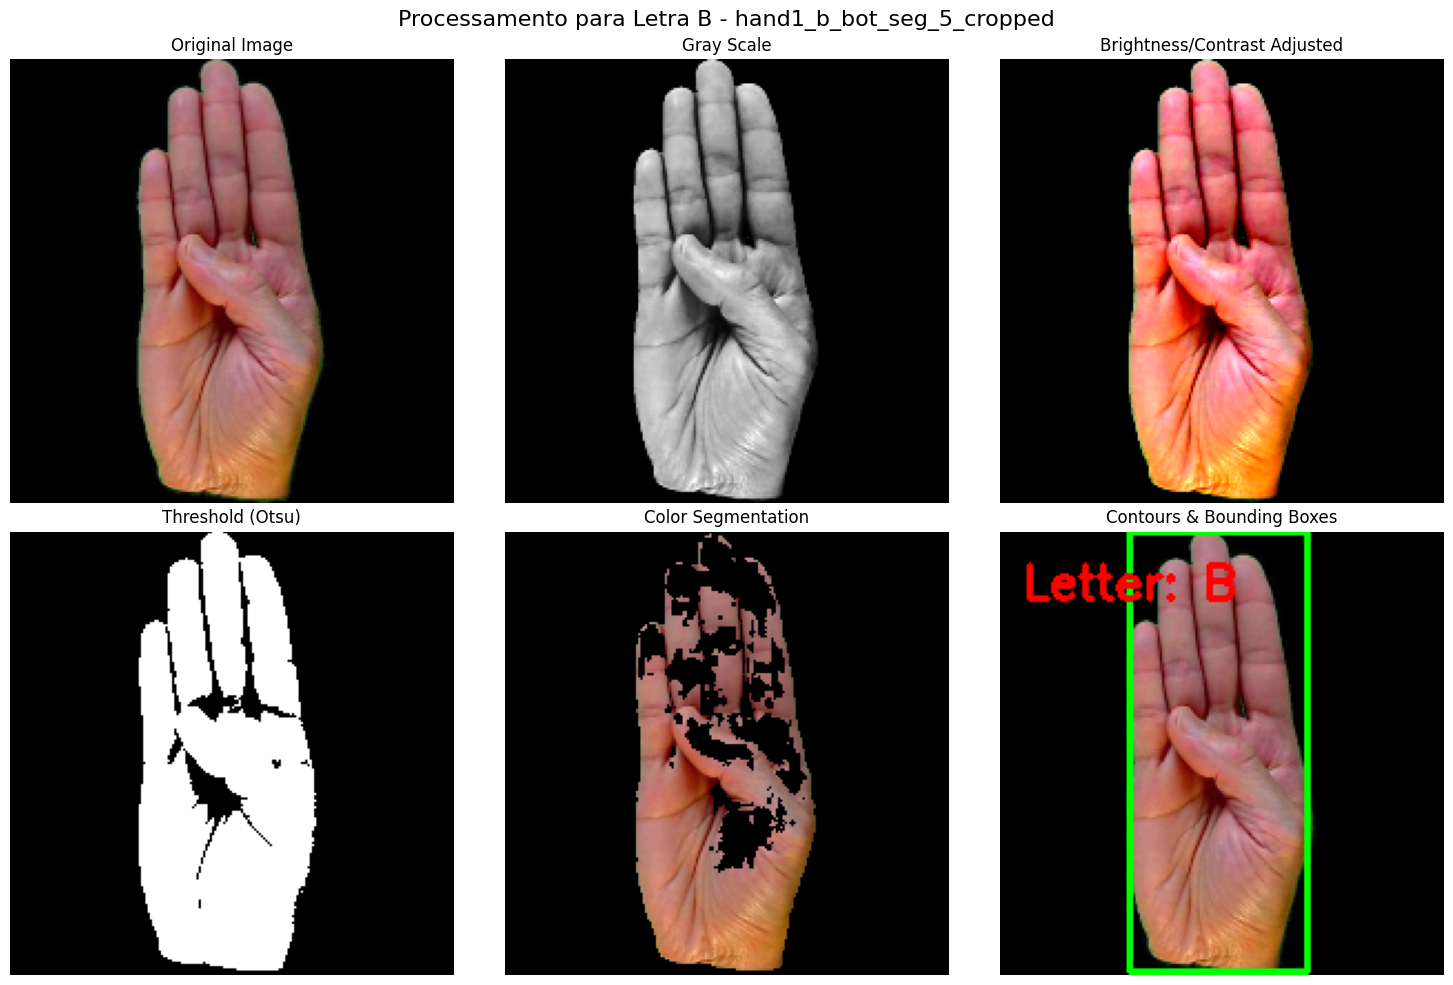 Processamento para Letra B - hand1_b_bot_seg_5_cropped
Original Image
Gray Scale
Brightness/Contrast Adjusted
Threshold (Otsu)
Color Segmentation
Contours & Bounding Boxes
Letter: B